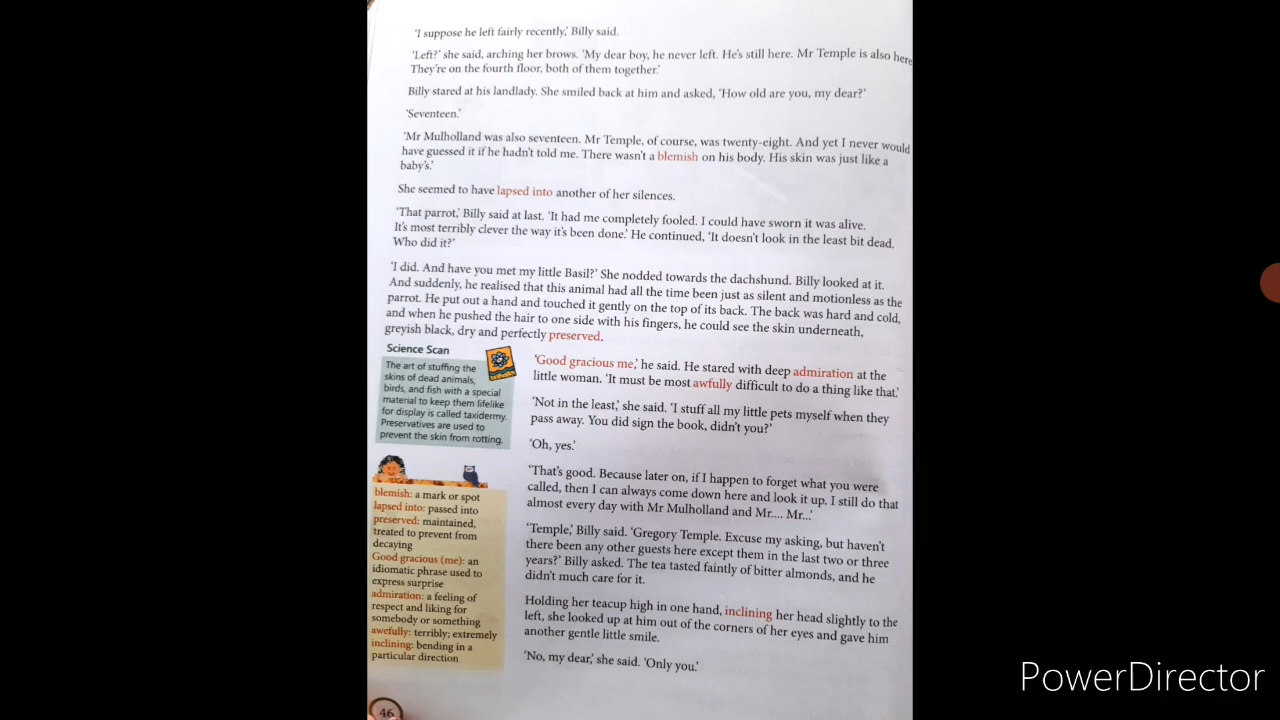 'I suppose he left fairly recently,' Billy said.
'Left?' she said, arching her brows. 'My dear boy, he never left. He's still here. Mr Temple is also here
They're on the fourth floor, both of them together.'
Billy stared at his landlady. She smiled back at him and asked, 'How old are you, my dear?'
'Seventeen.'
'Mr Mulholland was also seventeen. Mr Temple, of course, was twenty-eight. And yet I never would
have guessed it if he hadn't told me. There wasn't a blemish on his body. His skin was just like a
baby's.'
She seemed to have lapsed into another of her silences.
'That parrot,' Billy said at last. 'It had me completely fooled. I could have sworn it was alive.
It's most terribly clever the way it's been done.' He continued, 'It doesn't look in the least bit dead.
Who did it?'
'I did. And have you met my little Basil?' She nodded towards the dachshund. Billy looked at it.
And suddenly, he realised that this animal had all the time been just as silent and motionless as the
parrot. He put out a hand and touched it gently on the top of its back. The back was hard and cold,
and when he pushed the hair to one side with his fingers, he could see the skin underneath,
greyish black, dry and perfectly preserved.
Science Scan
The art of stuffing the
skins of dead animals,
birds, and fish with a special
material to keep them lifelike
for display is called taxidermy.
Preservatives are used to
prevent the skin from rotting.
'Good gracious me,' he said. He stared with deep admiration at the
little woman. 'It must be most awfully difficult to do a thing like that.'
'Not in the least,' she said. 'I stuff all my little pets myself when they
pass away. You did sign the book, didn't you?'
'Oh, yes.'
'That's good. Because later on, if I happen to forget what you were
called, then I can always come down here and look it up. I still do that
almost every day with Mr Mulholland and Mr.... Mr...'
'Temple,' Billy said. 'Gregory Temple. Excuse my asking, but haven't
there been any other guests here except them in the last two or three
years?' Billy asked. The tea tasted faintly of bitter almonds, and he
didn't much care for it.
Holding her teacup high in one hand, inclining her head slightly to the
left, she looked up at him out of the corners of her eyes and gave him
another gentle little smile.
'No, my dear,' she said. 'Only you.'
blemish: a mark or spot
lapsed into: passed into
preserved: maintained,
treated to prevent from
decaying
Good gracious (me): an
idiomatic phrase used to
express surprise
admiration: a feeling of
respect and liking for
somebody or something
awefully: terribly; extremely
inclining: bending in a
particular direction
46
PowerDirector